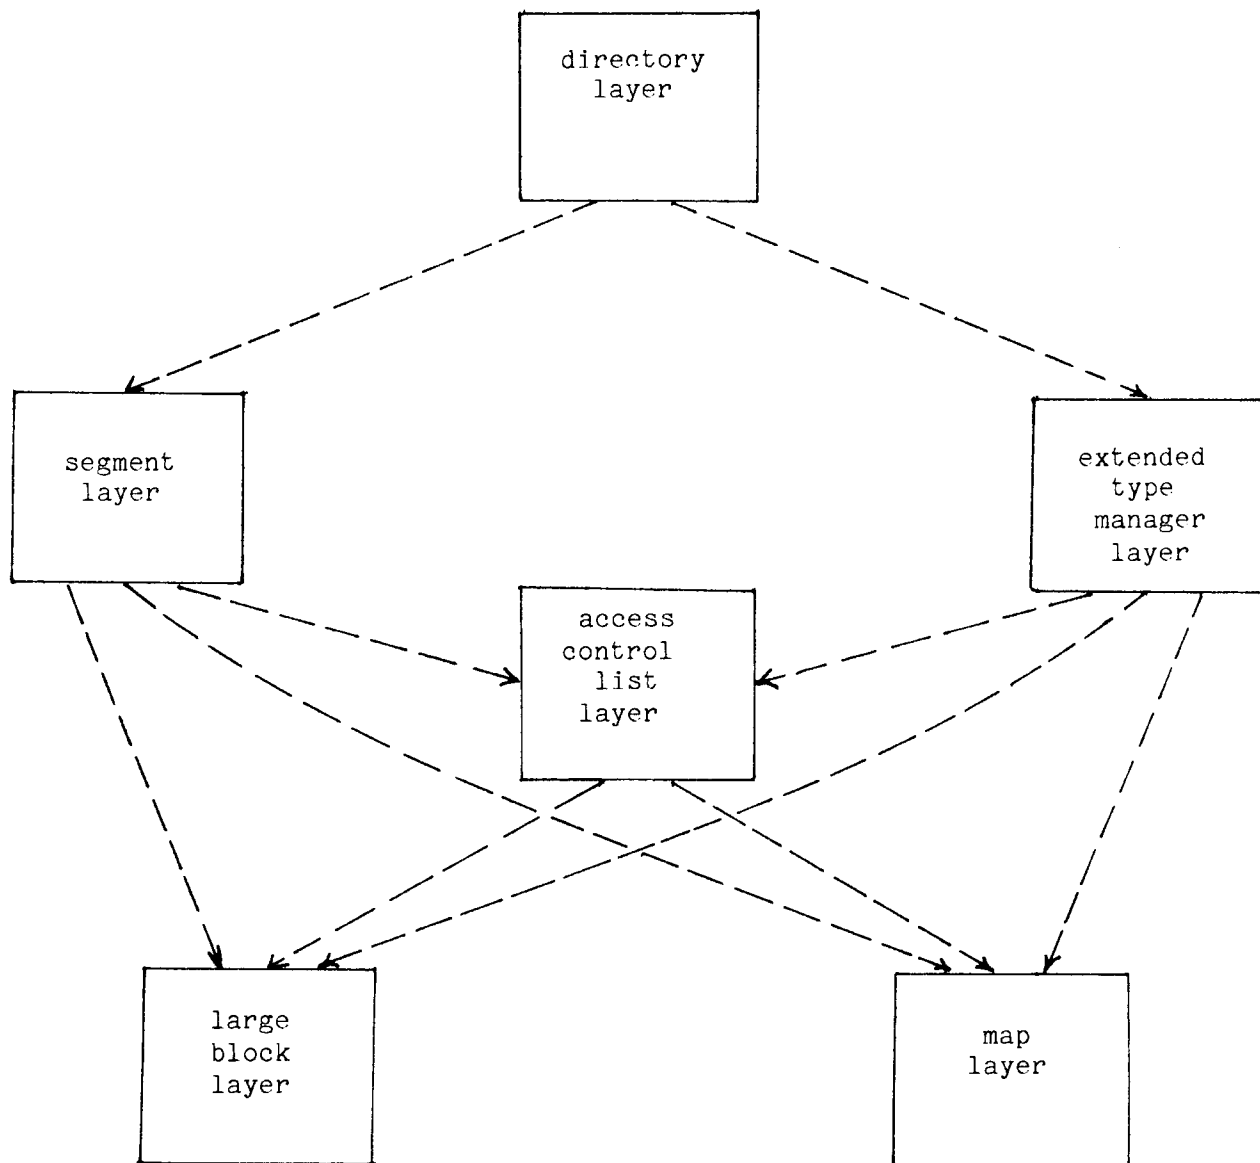 directory
layer
segment
layer
extended
type
manager
layer
access
control
list
layer
large
block
layer
map
layer